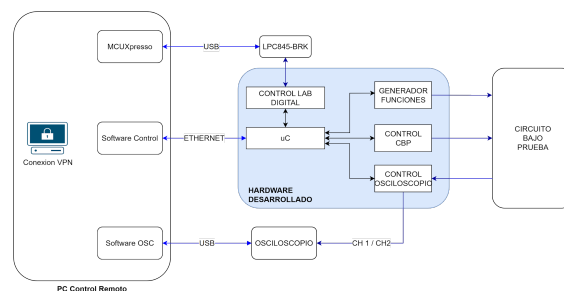 MCUXpresso
USB
LPC845-BRK
CONTROL LAB
DIGITAL
GENERADOR
FUNCIONES
Conexion VPN
Software Control
ETHERNET
uC
CONTROL
CBP
CIRCUITO
BAJO
PRUEBA
CONTROL
OSCILOSCOPIO
HARDWARE
DESARROLLADO
Software OSC
USB
OSCILOSCOPIO
CH 1 / CH2
PC Control Remoto